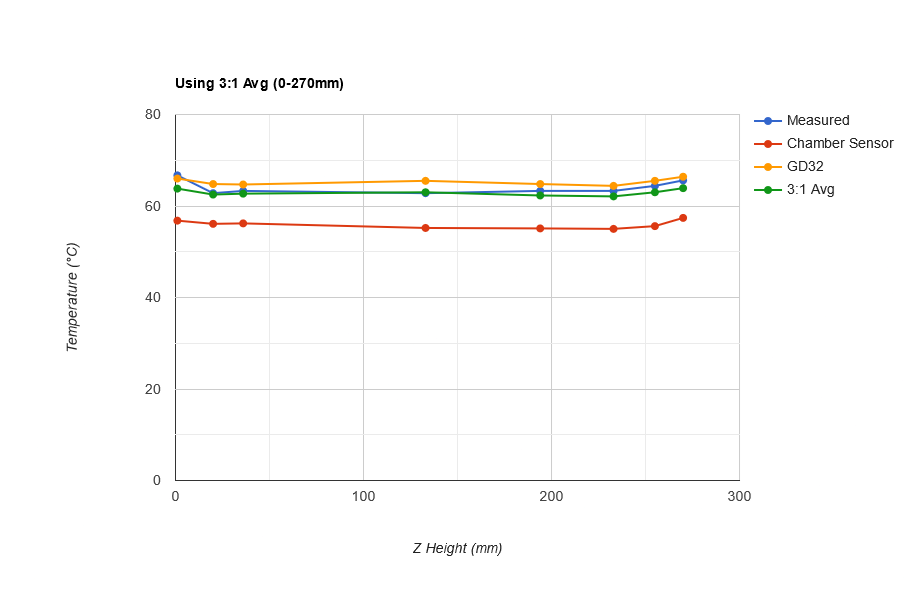 Using 3:1 Avg (0-270mm)
Measured
Chamber Sensor
GD32
3:1 Avg
80
60
40
20
0
Temperature (°C)
0 100 200 300
Z Height (mm)